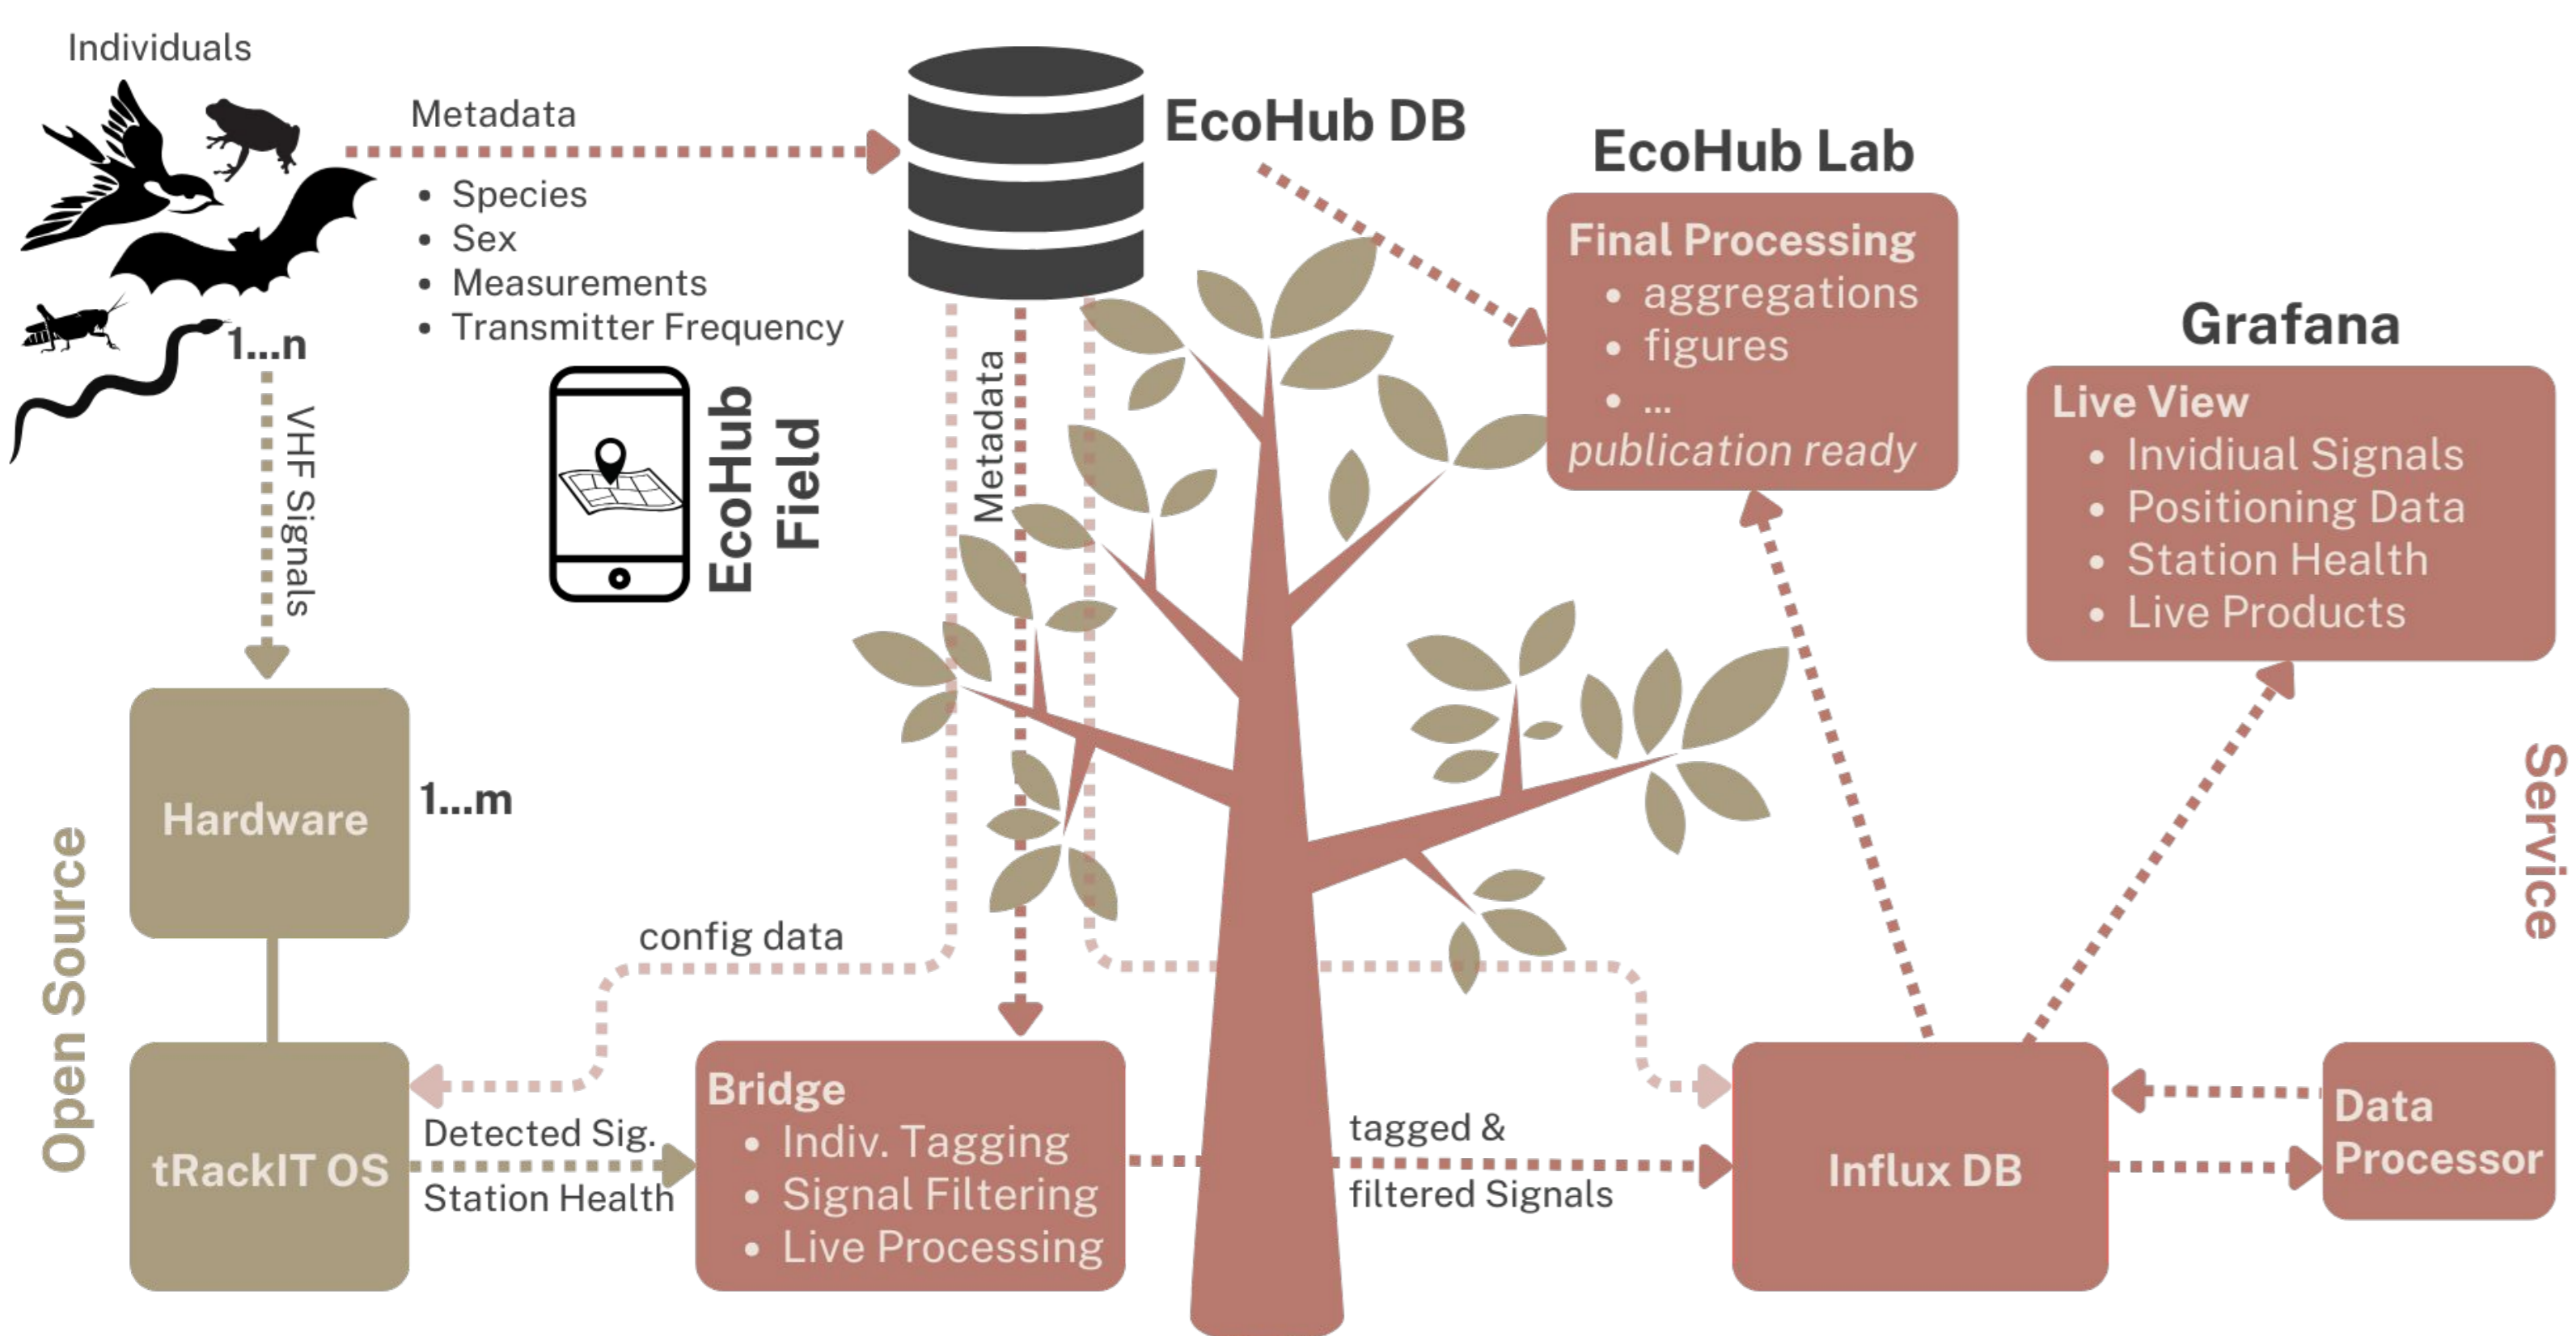 Individuals
Metadata
• Species
• Sex
• Measurements
• Transmitter Frequency
1...n
VHF Signals
EcoHub
Field
EcoHub DB
Metadata
EcoHub Lab
Final Processing
• aggregations
• figures
• ...
publication ready
Grafana
Live View
• Invidiual Signals
• Positioning Data
• Station Health
• Live Products
Service
Open Source
Hardware
1...m
config data
tRackIT OS
Detected Sig.
Station Health
Bridge
• Indiv. Tagging
• Signal Filtering
• Live Processing
tagged &
filtered Signals
Influx DB
Data
Processor